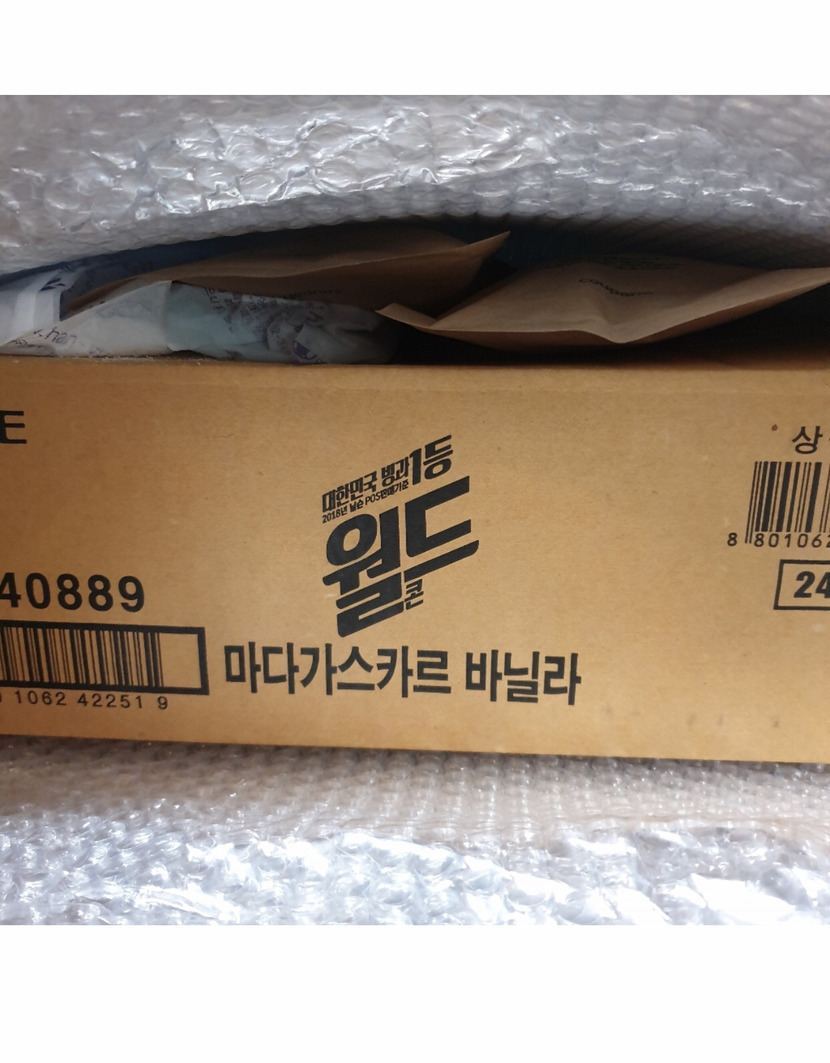 E
대한민국 빙과1등
2018년 닐슨 POS판매기준
월드
콘
마다가스카르 바닐라
40889
1062 42251 9
상
8 801062
24